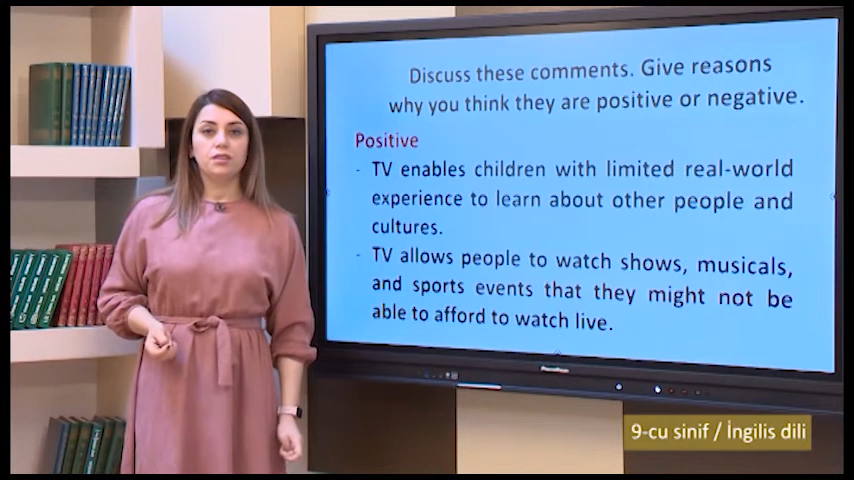 Discuss these comments. Give reasons
why you think they are positive or negative.
Positive
- TV enables children with limited real-world
experience to learn about other people and
cultures.
- TV allows people to watch shows, musicals,
and sports events that they might not be
able to afford to watch live.
9-cu sinif / İngilis dili